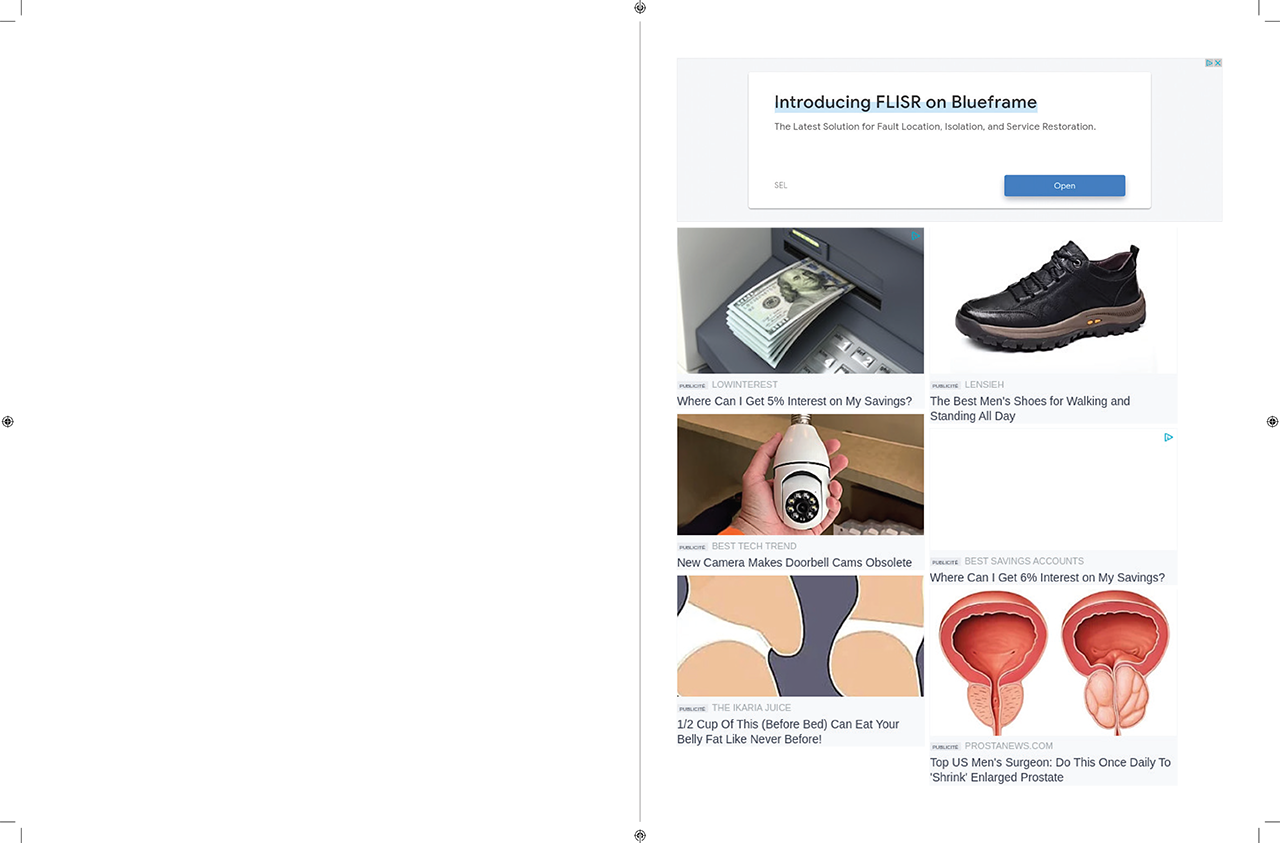 Introducing FLISR on Blueframe
The Latest Solution for Fault Location, Isolation, and Service Restoration.
SEL
Open
PUBLICITÉ LOWINTEREST
Where Can I Get 5% Interest on My Savings?
PUBLICITÉ LENSIEH
The Best Men's Shoes for Walking and
Standing All Day
PUBLICITÉ BEST TECH TREND
New Camera Makes Doorbell Cams Obsolete
PUBLICITÉ BEST SAVINGS ACCOUNTS
Where Can I Get 6% Interest on My Savings?
PUBLICITÉ THE IKARIA JUICE
1/2 Cup Of This (Before Bed) Can Eat Your
Belly Fat Like Never Before!
PUBLICITÉ PROSTANEWS.COM
Top US Men's Surgeon: Do This Once Daily To
'Shrink' Enlarged Prostate